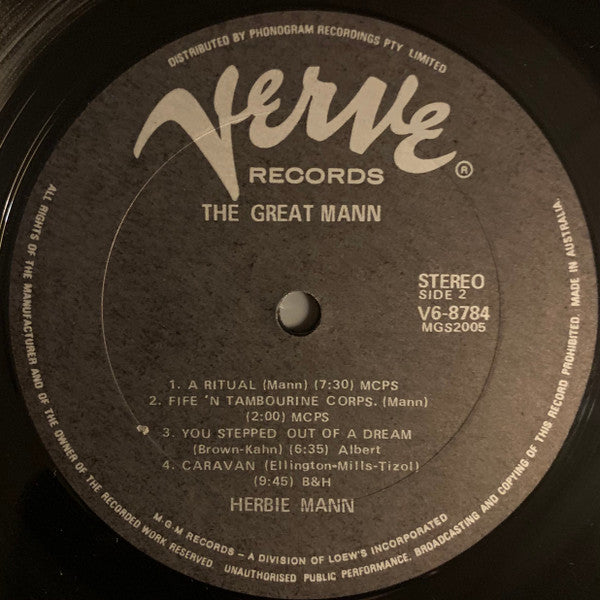 DISTRIBUTED BY PHONOGRAM RECORDINGS PTY. LIMITED
Verve
RECORDS ®
THE GREAT MANN
STEREO
SIDE 2
V6-8784
MGS2005
1. A RITUAL (Mann) (7:30) MCPS
2. FIFE 'N TAMBOURINE CORPS. (Mann)
(2:00) MCPS
3. YOU STEPPED OUT OF A DREAM
(Brown-Kahn) (6:35) Albert
4. CARAVAN (Ellington-Mills-Tizol)
(9:45) B&H
HERBIE MANN
M.G.M RECORDS – A DIVISION OF LOEW'S INCORPORATED
ALL RIGHTS OF THE MANUFACTURER AND OF THE OWNER OF THE RECORDED WORK RESERVED. UNAUTHORISED PUBLIC PERFORMANCE, BROADCASTING AND COPYING OF THIS RECORD PROHIBITED. MADE IN AUSTRALIA